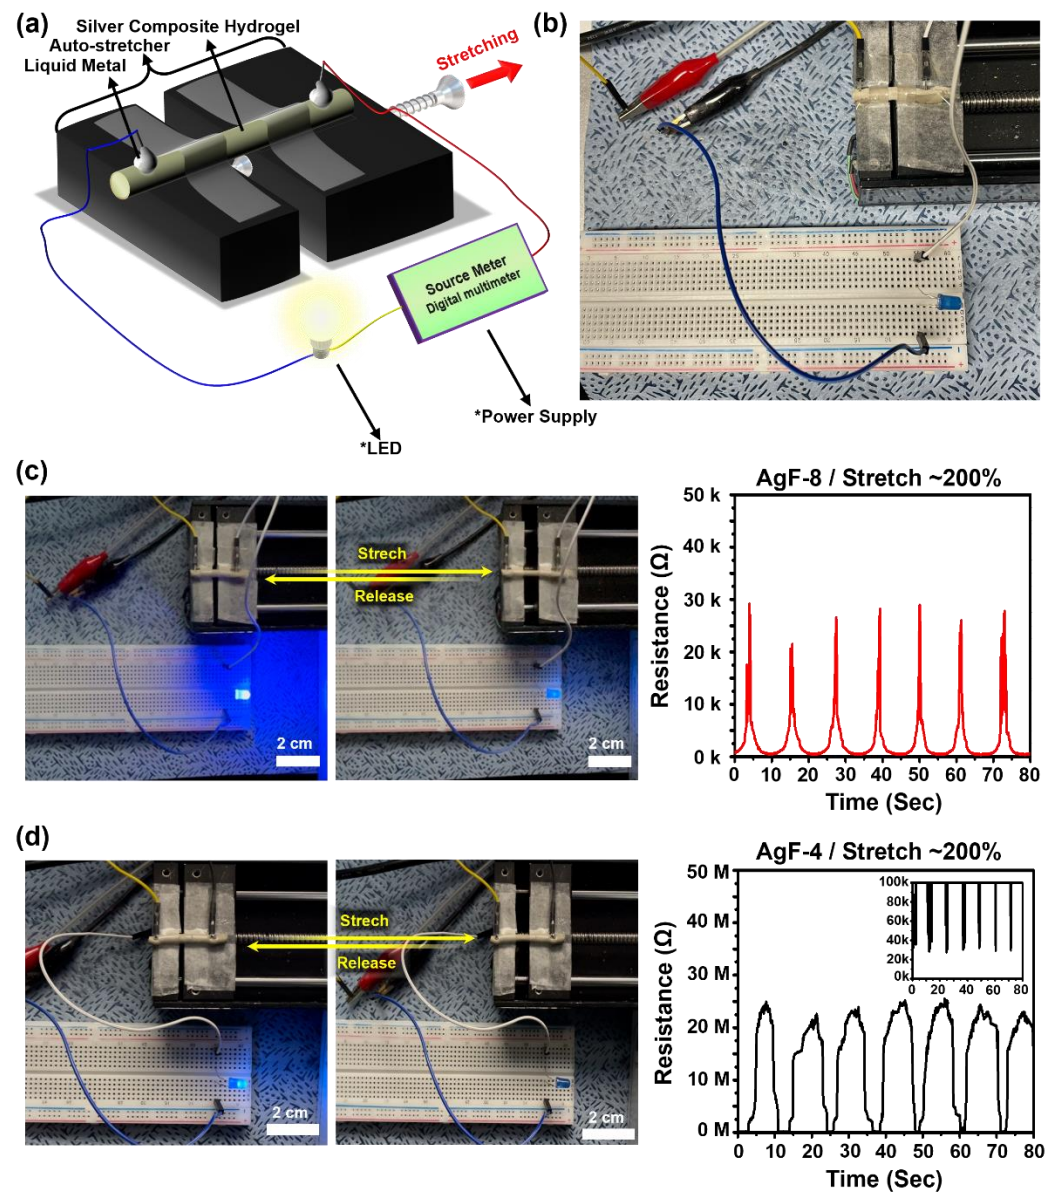 (a)
Silver Composite Hydrogel
Auto-stretcher
Liquid Metal
Stretching
Source Meter
Digital multimeter
*Power Supply
*LED
(b)
(c)
Strech
Release
2 cm
2 cm
AgF-8 / Stretch ~200%
50 k
40 k
30 k
20 k
10 k
0 k
Resistance (Ω)
0 10 20 30 40 50 60 70 80
Time (Sec)
(d)
Strech
Release
2 cm
2 cm
AgF-4 / Stretch ~200%
50 M
40 M
30 M
20 M
10 M
0 M
Resistance (Ω)
0 10 20 30 40 50 60 70 80
Time (Sec)
100k
80k
60k
40k
20k
0k
0 20 40 60 80